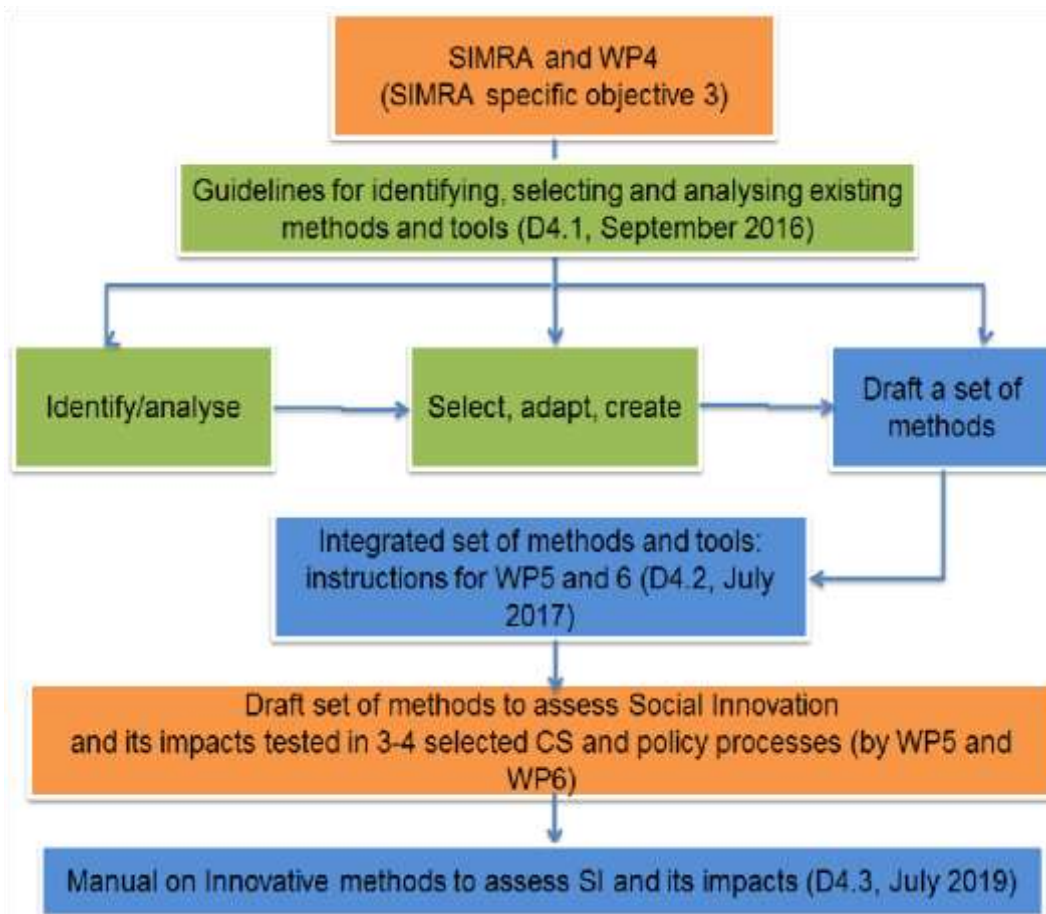 SIMRA and WP4
(SIMRA specific objective 3)
Guidelines for identifying, selecting and analysing existing
methods and tools (D4.1, September 2016)
Identify/analyse
Select, adapt, create
Draft a set of
methods
Integrated set of methods and tools:
instructions for WP5 and 6 (D4.2, July
2017)
Draft set of methods to assess Social Innovation
and its impacts tested in 3-4 selected CS and policy processes (by WP5 and
WP6)
Manual on Innovative methods to assess SI and its impacts (D4.3, July 2019)